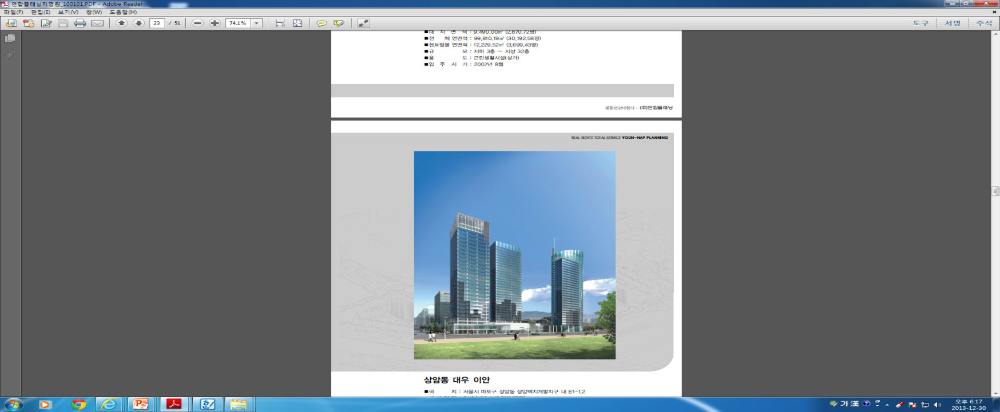 연합플래닝지명원_100101.PDF - Adobe Reader
파일(F) 편집(E) 보기(V) 창(W) 도움말(H)
23 / 51 74.1% 도구 서명 주석
■대 지 면 적 : 9,490.00㎡ (2,870.72평)
■전 체 연면적 : 99,810.19㎡ (30,192.58평)
■센트럴몰 연면적 : 12,229.52㎡ (3,699.43평)
■규 모 : 지하 3층 ~ 지상 32층
■용 도 : 근린생활시설(상가)
■입 주 시 기 : 2007년 8월
종합분양대행사 - (주)연합플래닝
REAL ESTATE TOTAL SERVICE YOUN-HAP PLANNING
상암동 대우 이안
■위 치 : 서울시 마포구 상암동 상암택지개발지구 내 E1-1,2
가 漢
오후 6:17
2013-12-30